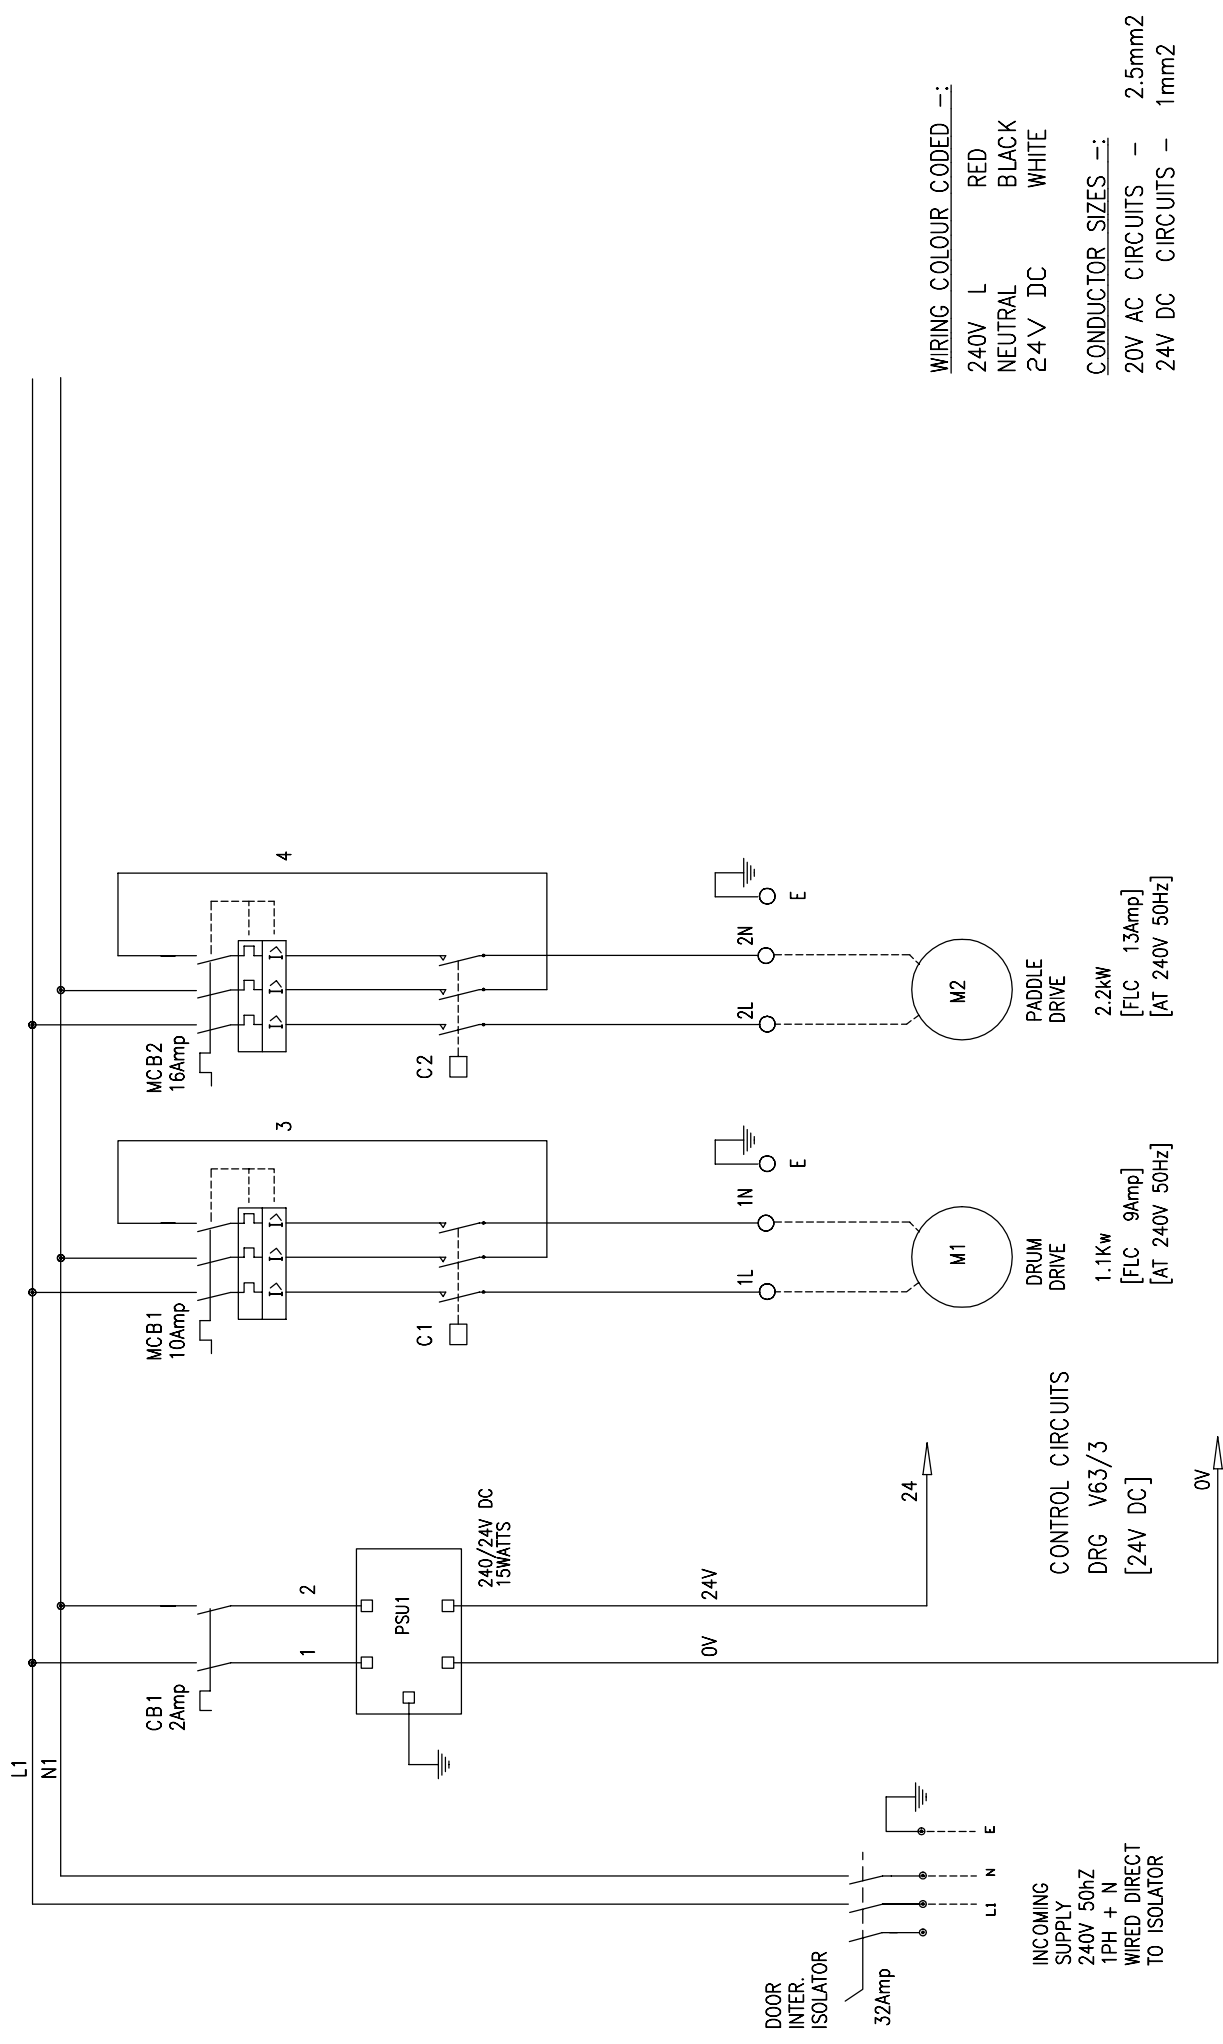 L1
N1
DOOR
INTER.
ISOLATOR
32Amp
L1
N
E
INCOMING
SUPPLY
240V 50hZ
1PH + N
WIRED DIRECT
TO ISOLATOR
CB1
2Amp
1
2
PSU1
240/24V DC
15WATTS
0V
24V
24
0V
CONTROL CIRCUITS
DRG V63/3
[24V DC]
MCB1
10Amp
3
C1
1L
1N
E
M1
DRUM
DRIVE
1.1Kw
[FLC 9Amp]
[AT 240V 50Hz]
MCB2
16Amp
4
C2
2L
2N
E
M2
PADDLE
DRIVE
2.2kW
[FLC 13Amp]
[AT 240V 50Hz]
WIRING COLOUR CODED -:
240V L RED
NEUTRAL BLACK
24V DC WHITE
CONDUCTOR SIZES -:
20V AC CIRCUITS - 2.5mm2
24V DC CIRCUITS - 1mm2